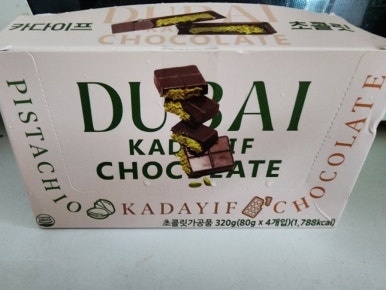 카다이프 DUBAI CHOCOLATE 초콜릿
DUBAI
KADAYIF
CHOCOLATE
PISTACHIO KADAYIF CHOCOLATE
초콜릿가공품 320g(80g x 4개입)(1,788kcal)